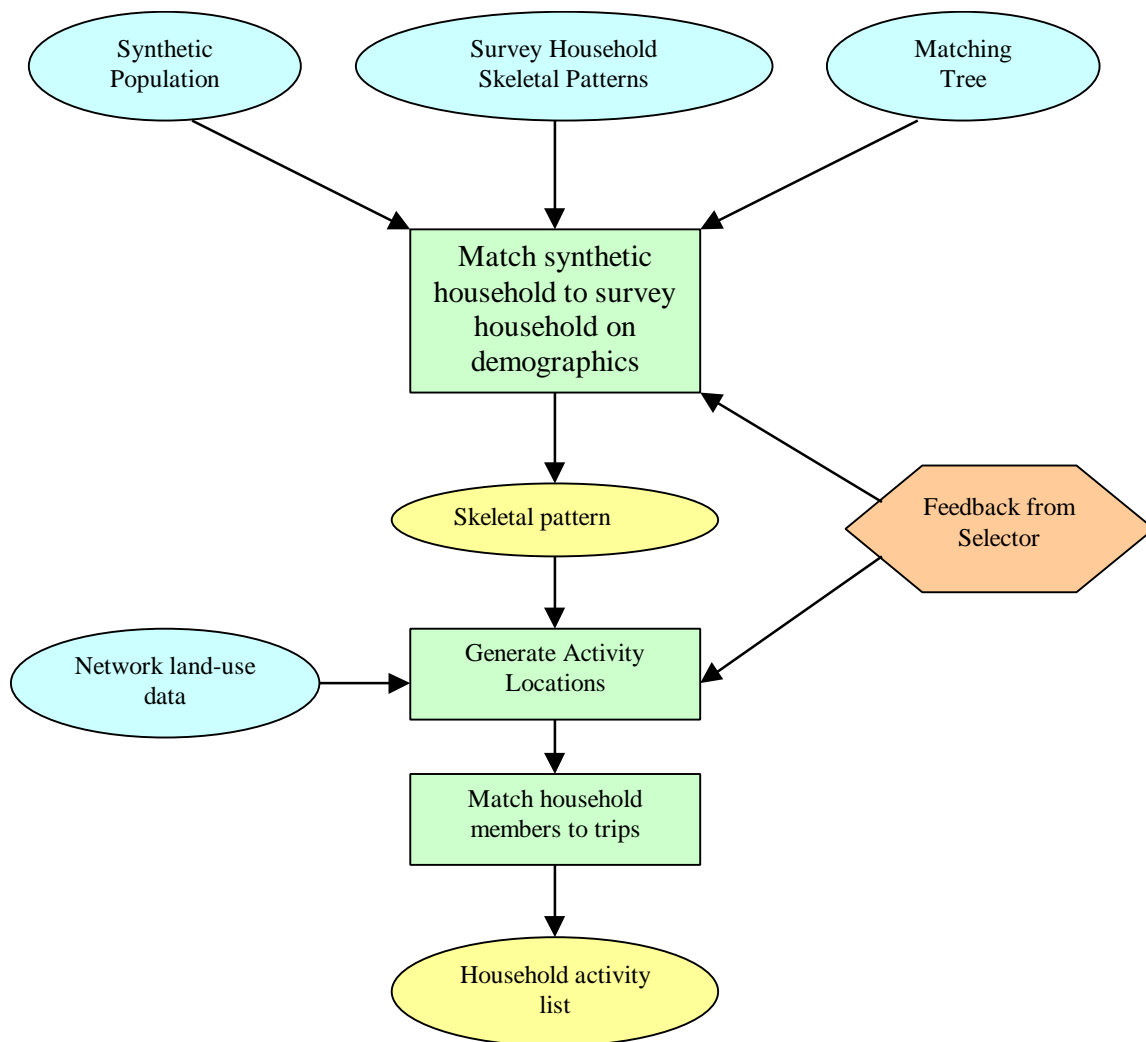 Synthetic
Population
Survey Household
Skeletal Patterns
Matching
Tree
Match synthetic
household to survey
household on
demographics
Skeletal pattern
Feedback from
Selector
Network land-use
data
Generate Activity
Locations
Match household
members to trips
Household activity
list